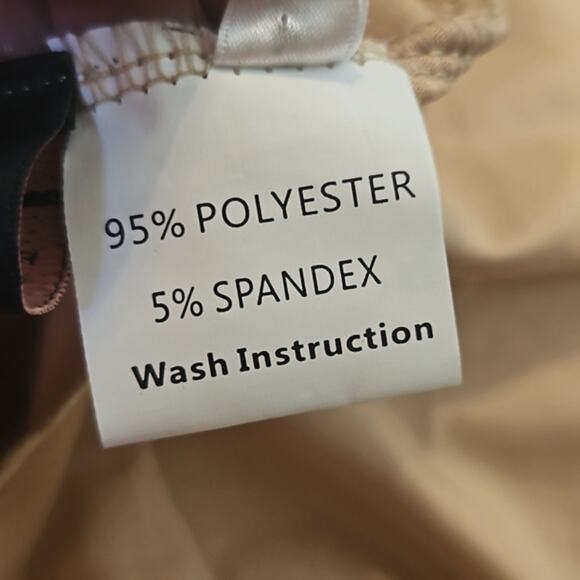 95% POLYESTER
5% SPANDEX
Wash Instruction